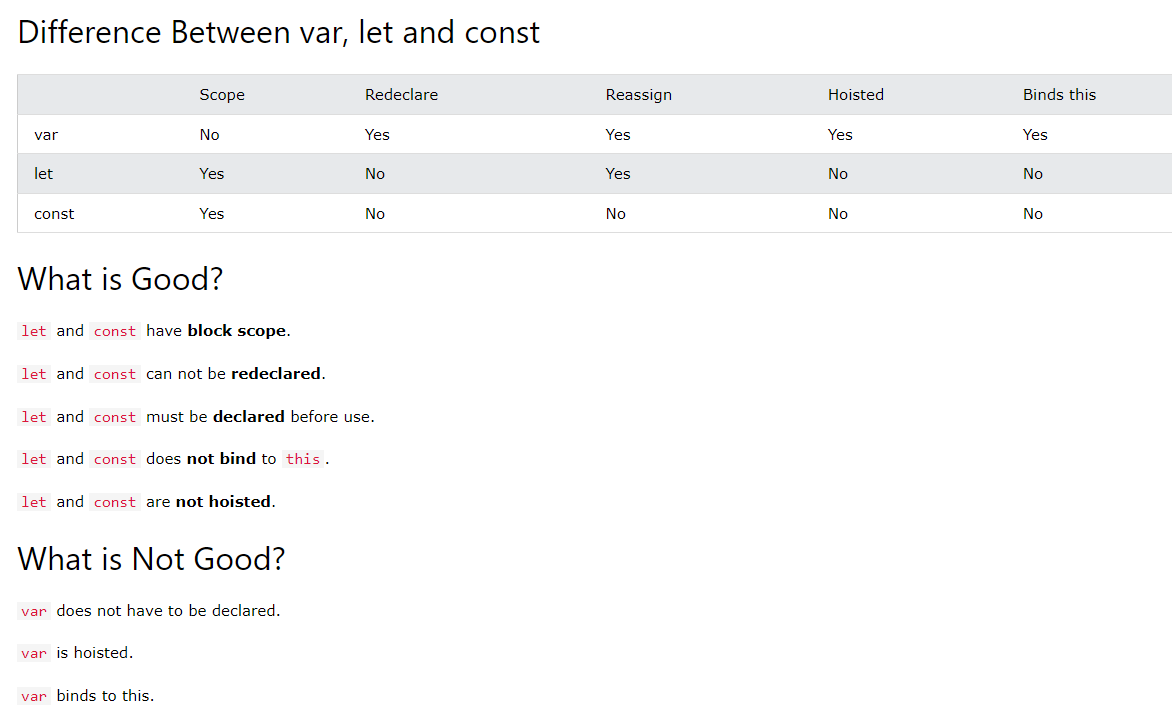 Difference Between var, let and const
Scope Redeclare Reassign Hoisted Binds this
var No Yes Yes Yes Yes
let Yes No Yes No No
const Yes No No No No
What is Good?
let and const have block scope.
let and const can not be redeclared.
let and const must be declared before use.
let and const does not bind to this.
let and const are not hoisted.
What is Not Good?
var does not have to be declared.
var is hoisted.
var binds to this.